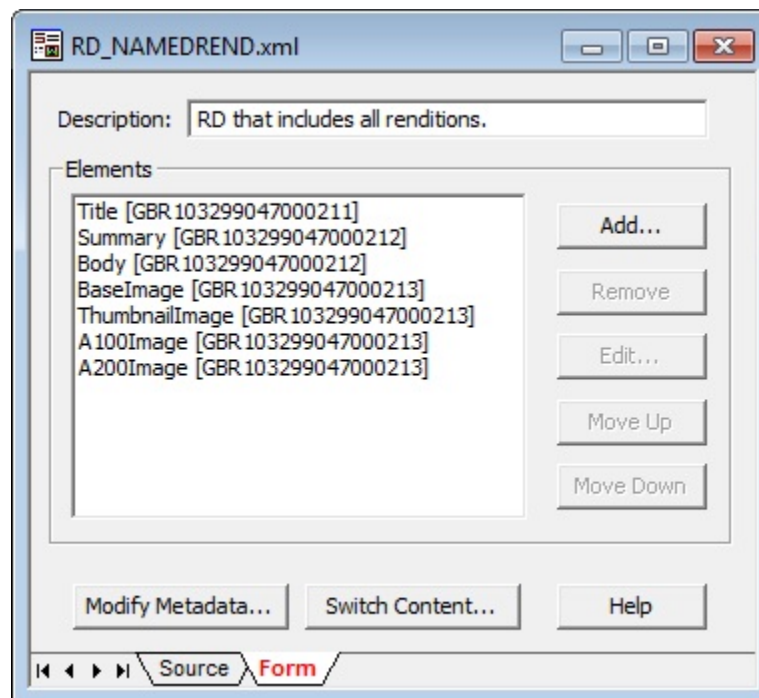 RD_NAMEDREND.xml
Description: RD that includes all renditions.
Elements
Title [GBR103299047000211]
Summary [GBR103299047000212]
Body [GBR103299047000212]
BaseImage [GBR103299047000213]
ThumbnailImage [GBR103299047000213]
A100Image [GBR103299047000213]
A200Image [GBR103299047000213]
Add...
Remove
Edit...
Move Up
Move Down
Modify Metadata... Switch Content... Help
Source Form